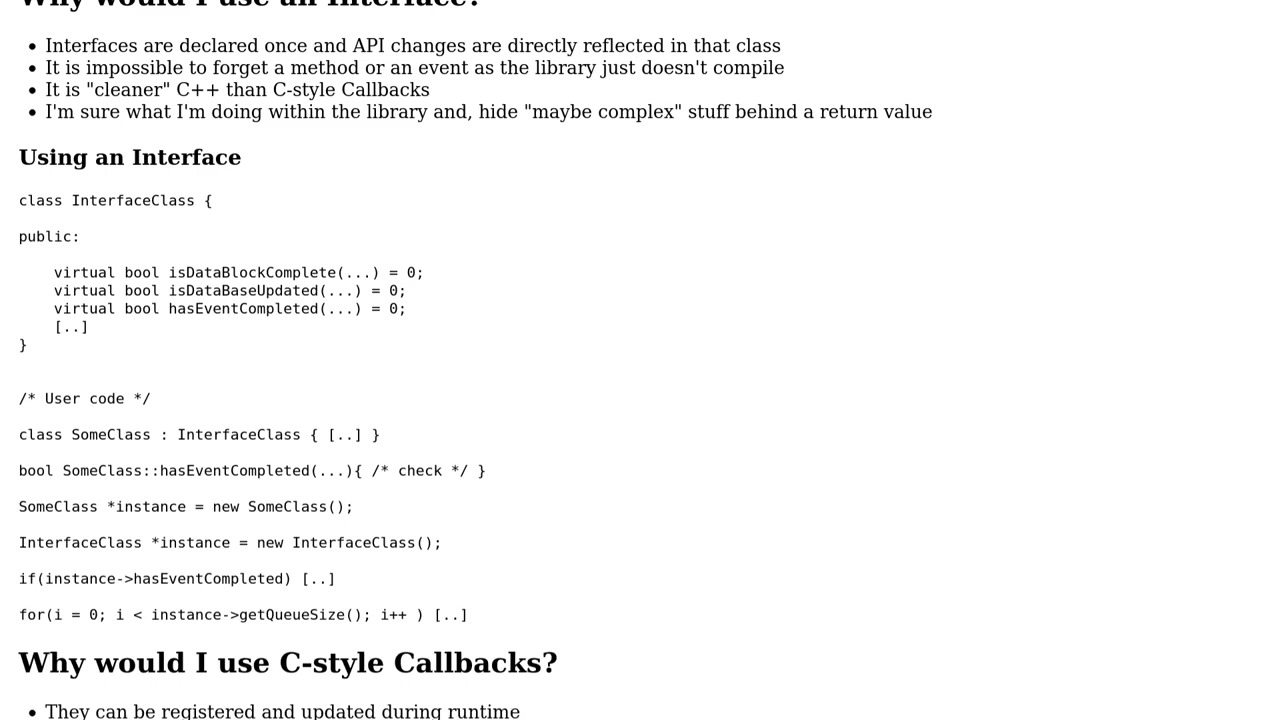 Why would I use an Interface?
Interfaces are declared once and API changes are directly reflected in that class
It is impossible to forget a method or an event as the library just doesn't compile
It is "cleaner" C++ than C-style Callbacks
I'm sure what I'm doing within the library and, hide "maybe complex" stuff behind a return value
Using an Interface
class InterfaceClass {
public:
virtual bool isDataBlockComplete(...) = 0;
virtual bool isDataBaseUpdated(...) = 0;
virtual bool hasEventCompleted(...) = 0;
[..]
}
/* User code */
class SomeClass : InterfaceClass { [..] }
bool SomeClass::hasEventCompleted(...){ /* check */ }
SomeClass *instance = new SomeClass();
InterfaceClass *instance = new InterfaceClass();
if(instance->hasEventCompleted) [..]
for(i = 0; i < instance->getQueueSize(); i++ ) [..]
Why would I use C-style Callbacks?
They can be registered and updated during runtime